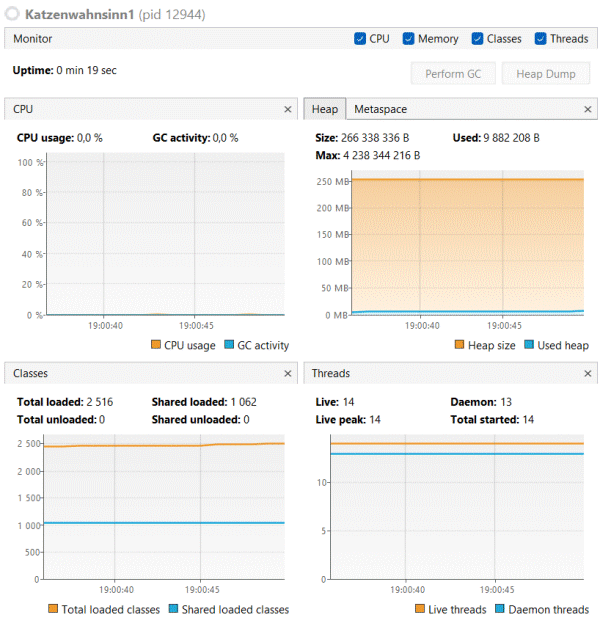 Katzenwahnsinn1 (pid 12944)
Monitor
CPU
Memory
Classes
Threads
Uptime: 0 min 19 sec
Perform GC
Heap Dump
CPU
CPU usage: 0,0 %
GC activity: 0,0 %
100 %
80 %
60 %
40 %
20 %
0 %
19:00:40
19:00:45
CPU usage
GC activity
Heap
Metaspace
Size: 266 338 336 B
Used: 9 882 208 B
Max: 4 238 344 216 B
250 MB
200 MB
150 MB
100 MB
50 MB
0 MB
19:00:40
19:00:45
Heap size
Used heap
Classes
Total loaded: 2 516
Shared loaded: 1 062
Total unloaded: 0
Shared unloaded: 0
2 500
2 000
1 500
1 000
500
0
19:00:40
19:00:45
Total loaded classes
Shared loaded classes
Threads
Live: 14
Daemon: 13
Live peak: 14
Total started: 14
10
5
0
19:00:40
19:00:45
Live threads
Daemon threads